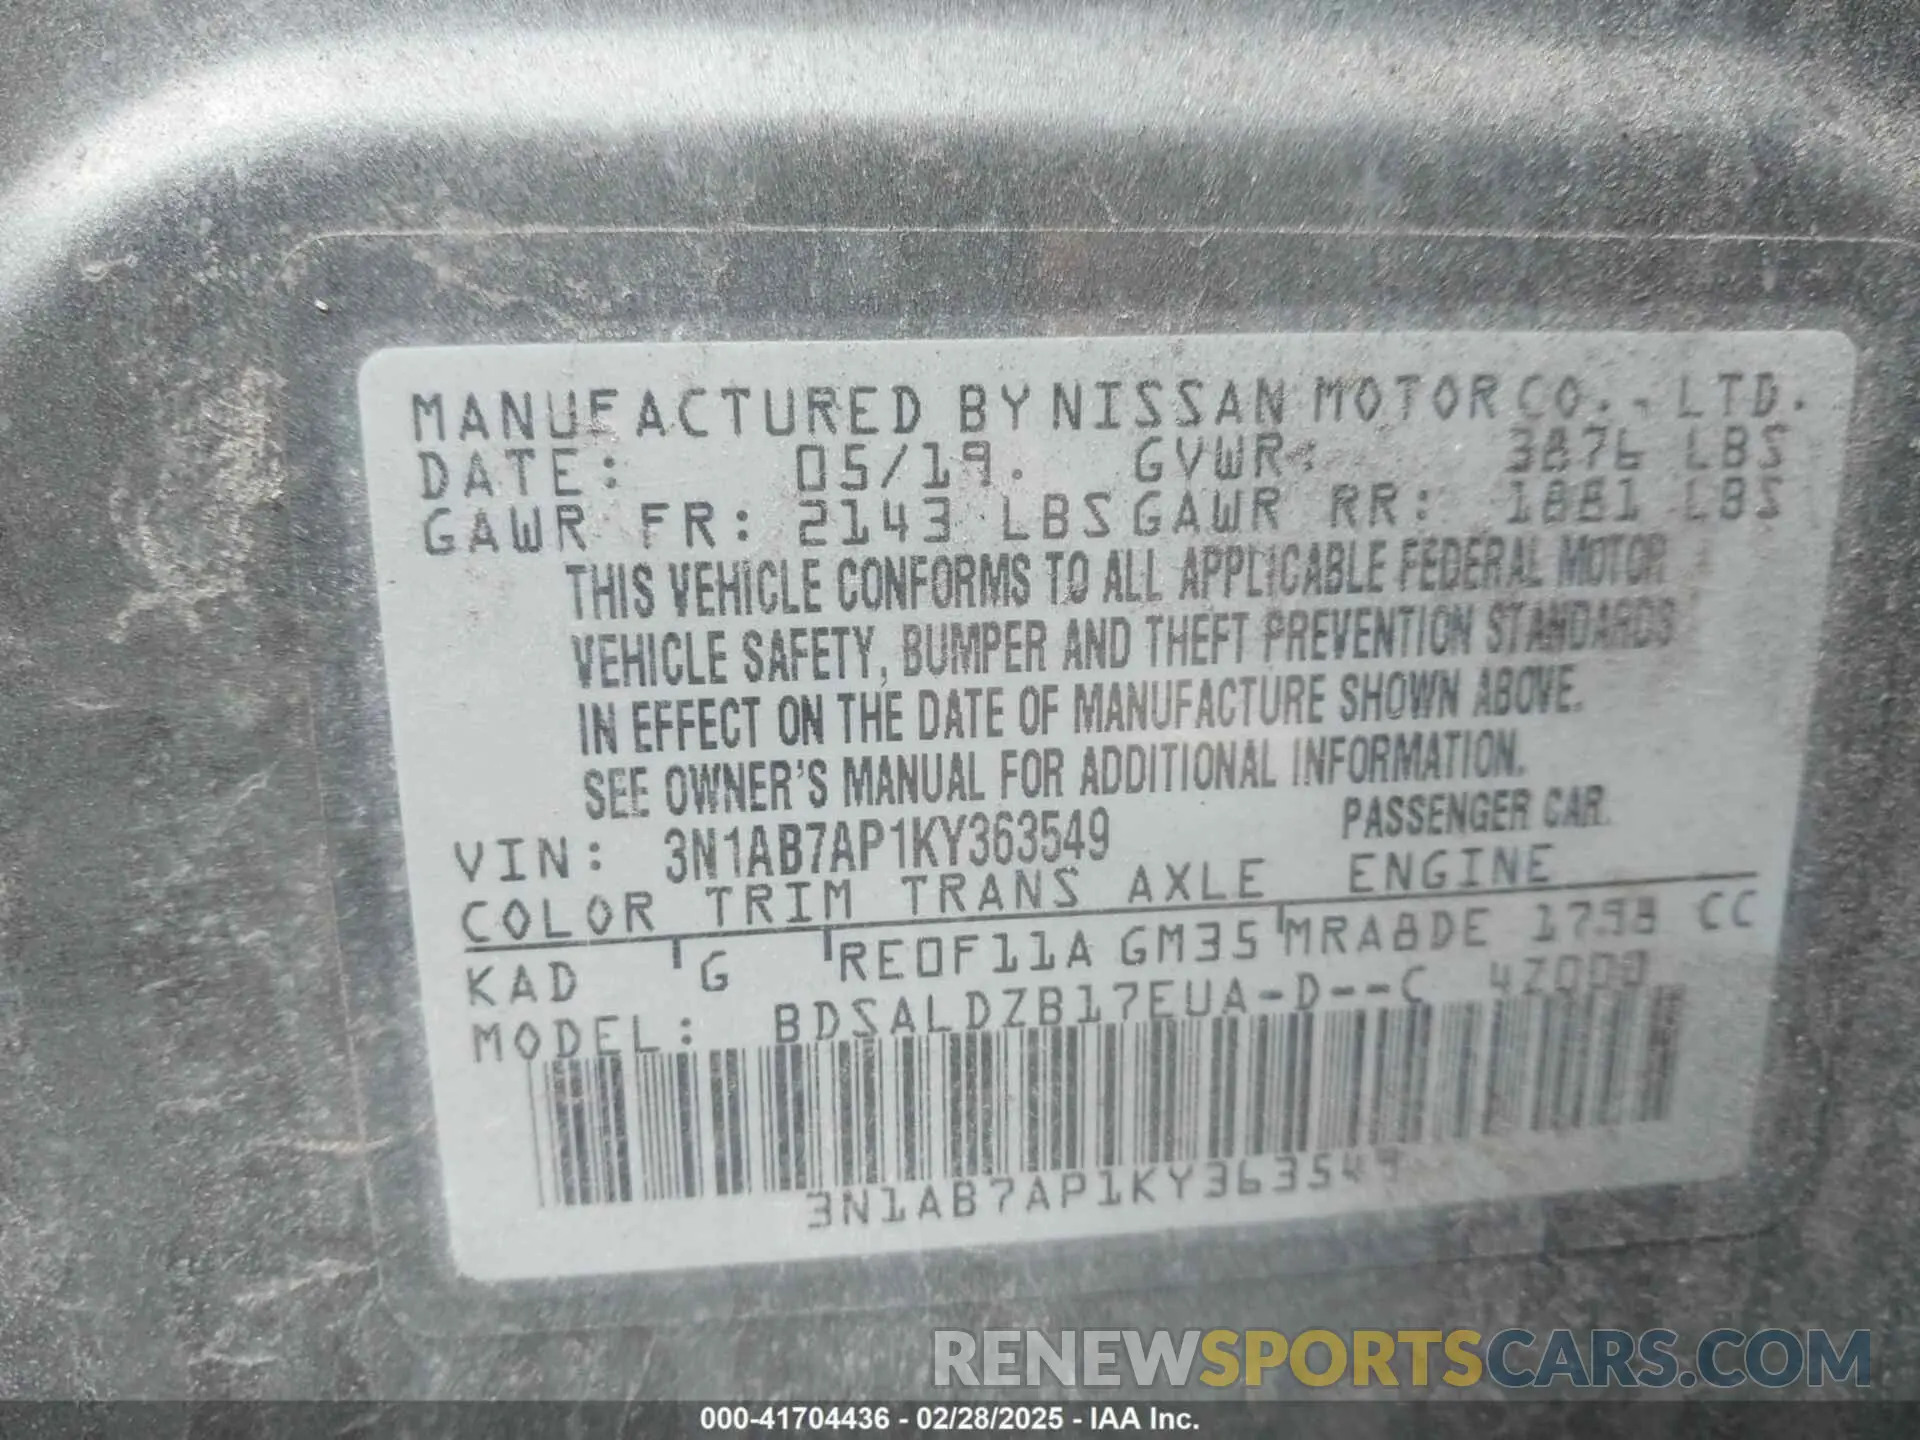 MANUFACTURED BY NISSAN MOTOR CO., LTD.
DATE: 05/19. GVWR: 3876 LBS
GAWR FR: 2143 LBS GAWR RR: 1881 LBS
THIS VEHICLE CONFORMS TO ALL APPLICABLE FEDERAL MOTOR
VEHICLE SAFETY, BUMPER AND THEFT PREVENTION STANDARDS
IN EFFECT ON THE DATE OF MANUFACTURE SHOWN ABOVE.
SEE OWNER'S MANUAL FOR ADDITIONAL INFORMATION.
VIN: 3N1AB7AP1KY363549 PASSENGER CAR.
COLOR TRIM TRANS AXLE ENGINE
KAD G RE0F11A GM35 MRA8DE 1798 CC
MODEL: BDSALDZB17EUA-D--C 4Z000
3N1AB7AP1KY363549
RENEWSPORTSCARS.COM
000-41704436 - 02/28/2025 - IAA Inc.